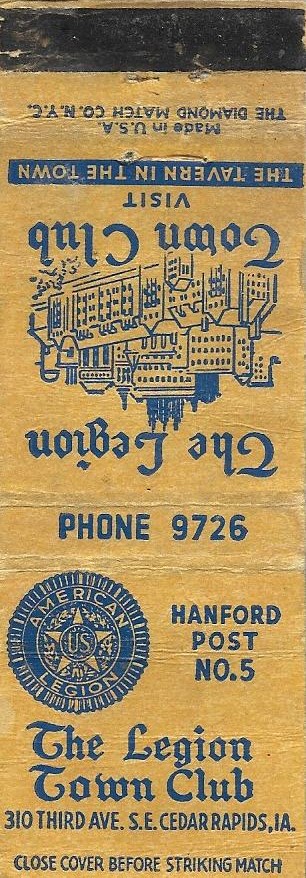 The Legion
Town Club
VISIT
THE TAVERN IN THE TOWN
Made in U.S.A.
THE DIAMOND MATCH CO. N.Y.C.
PHONE 9726
AMERICAN
US
LEGION
HANFORD
POST
NO.5
The Legion
Town Club
310 THIRD AVE. S.E. CEDAR RAPIDS, IA.
CLOSE COVER BEFORE STRIKING MATCH